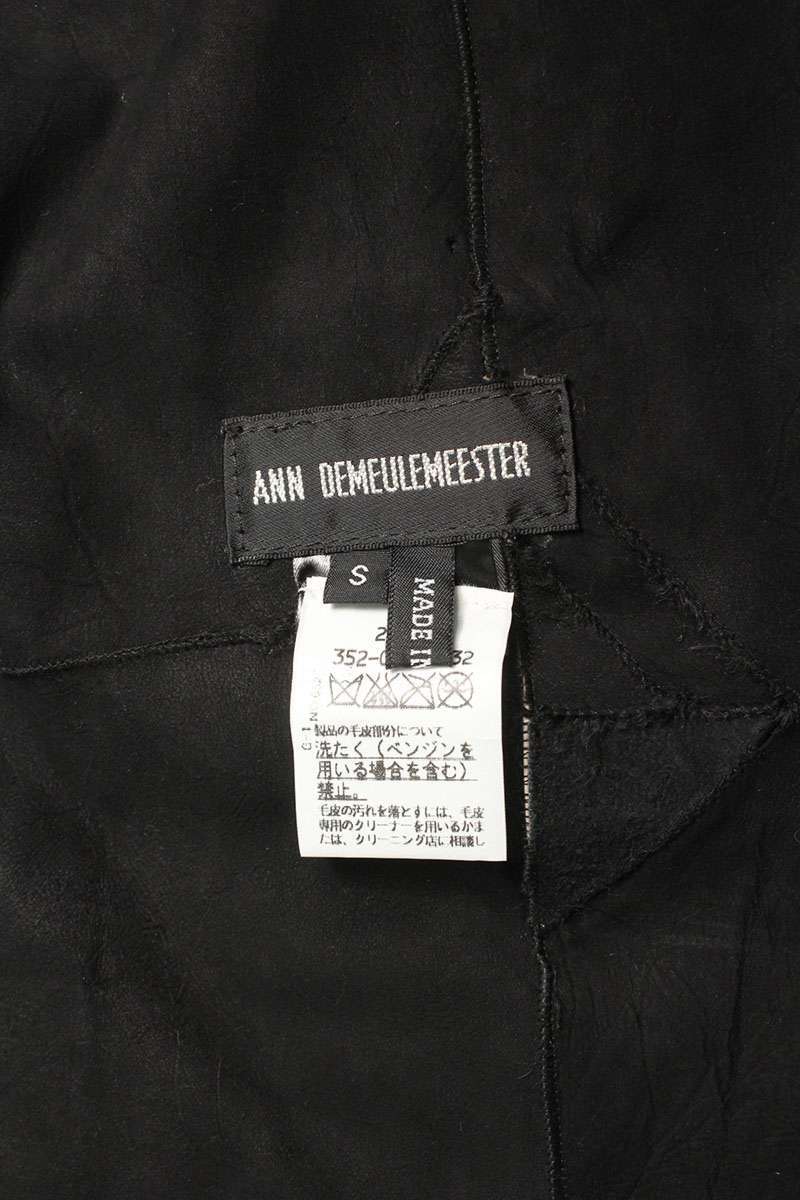 ANN DEMEULEMEESTER
S
MADE IN
352-
32
製品の毛皮部分について
洗たく（ベンジンを
用いる場合を含む）
禁止。
毛皮の汚れを落とすには、毛皮
専用のクリーナーを用いるかま
たは、クリーニング店に相談し